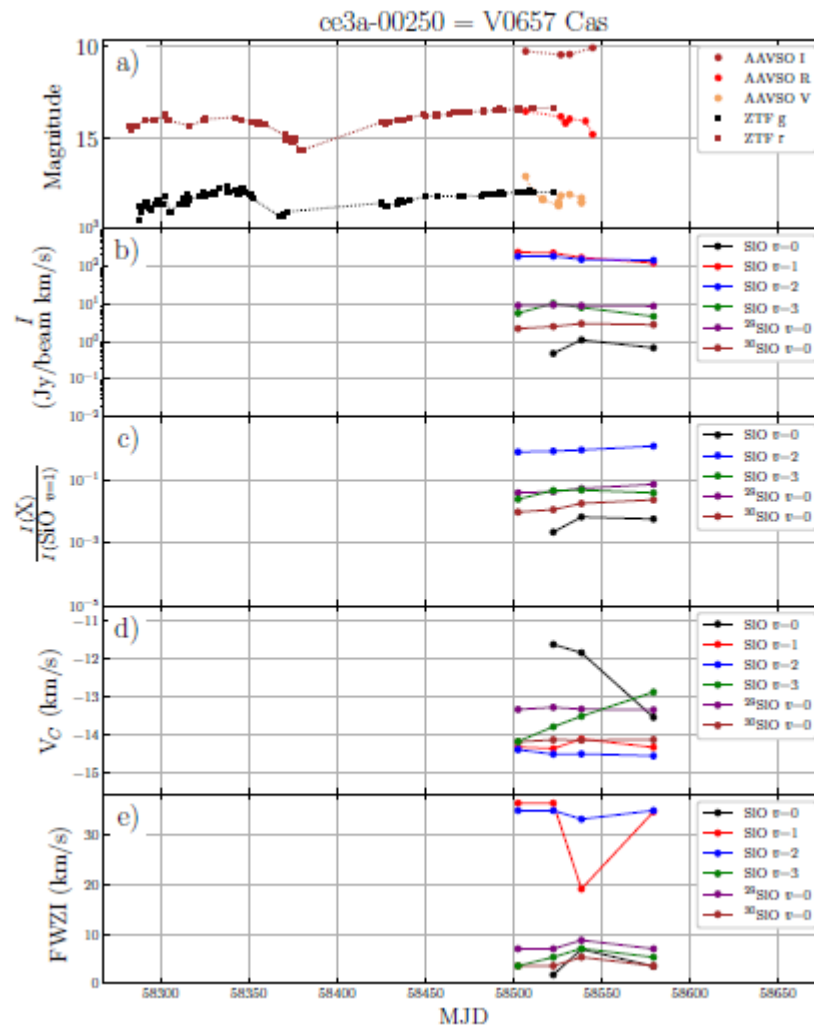 ce3a-00250 = V0657 Cas
a)
Magnitude
10
15
AAVSO I
AAVSO R
AAVSO V
ZTF g
ZTF r
b)
I
(Jy/beam km/s)
10³
10²
10¹
10⁰
10⁻¹
10⁻²
SiO v=0
SiO v=1
SiO v=2
SiO v=3
²⁹SiO v=0
³⁰SiO v=0
c)
I(X)
I(SiO v=1)
10⁻¹
10⁻³
10⁻⁵
SiO v=0
SiO v=2
SiO v=3
²⁹SiO v=0
³⁰SiO v=0
d)
V_C (km/s)
−11
−12
−13
−14
−15
SiO v=0
SiO v=1
SiO v=2
SiO v=3
²⁹SiO v=0
³⁰SiO v=0
e)
FWZI (km/s)
30
20
10
0
SiO v=0
SiO v=1
SiO v=2
SiO v=3
²⁹SiO v=0
³⁰SiO v=0
58300 58350 58400 58450 58500 58550 58600 58650
MJD